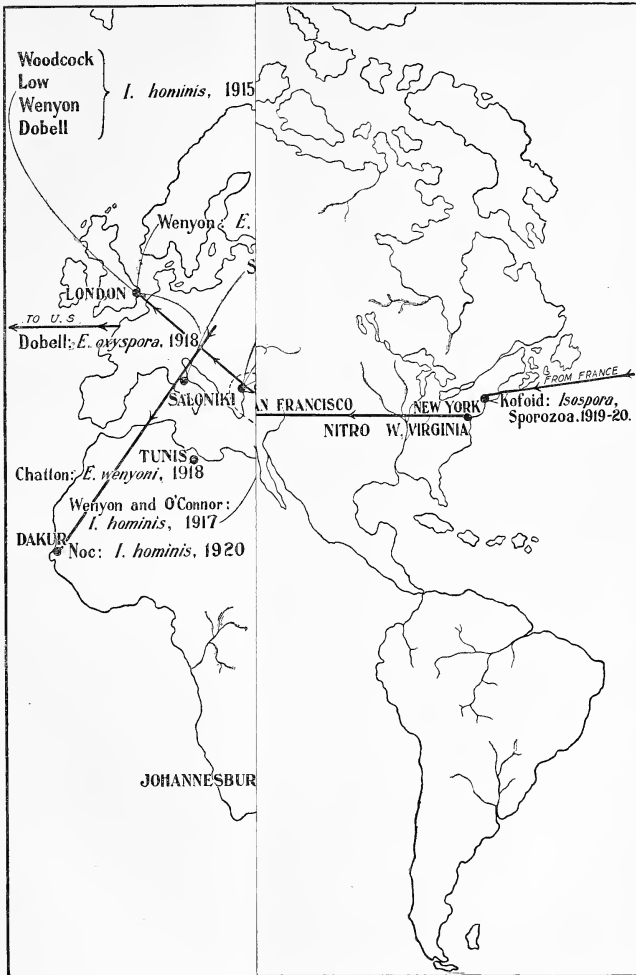 Woodcock
Low
Wenyon
Dobell
I. hominis, 1915
Wenyon: E.
S
LONDON
TO U.S.
Dobell: E. oxyspora, 1918
SALONIKI
TUNIS
Chatton: E. wenyoni, 1918
Wenyon and O'Connor:
I. hominis, 1917
DAKUR
Noc: I. hominis, 1920
JOHANNESBUR
FROM FRANCE
AN FRANCISCO
NEW YORK
Kofoid: Isospora,
Sporozoa. 1919-20.
NITRO W. VIRGINIA